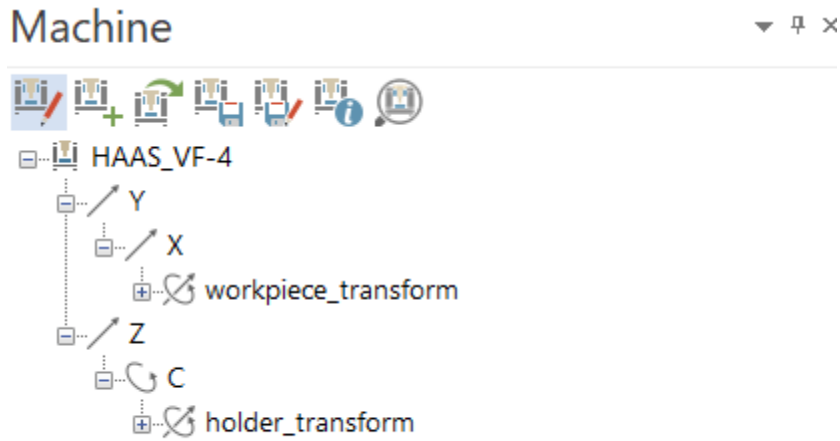 Machine
HAAS_VF-4
Y
X
workpiece_transform
Z
C
holder_transform